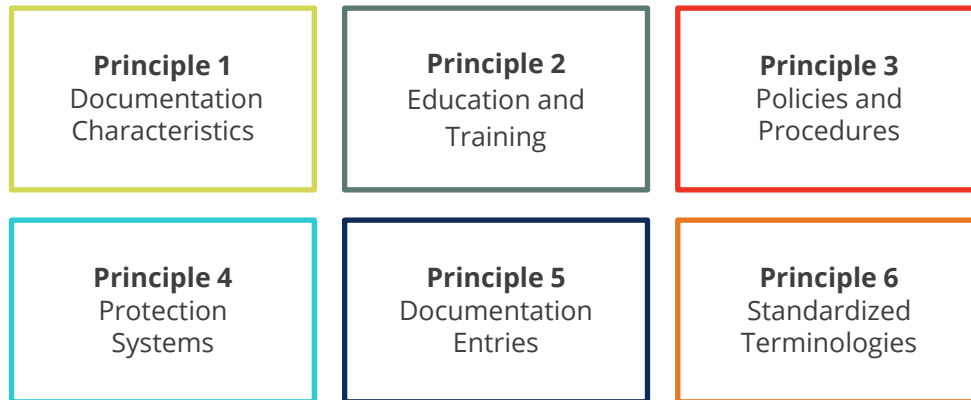 Principle 1
Documentation
Characteristics
Principle 2
Education and
Training
Principle 3
Policies and
Procedures
Principle 4
Protection
Systems
Principle 5
Documentation
Entries
Principle 6
Standardized
Terminologies